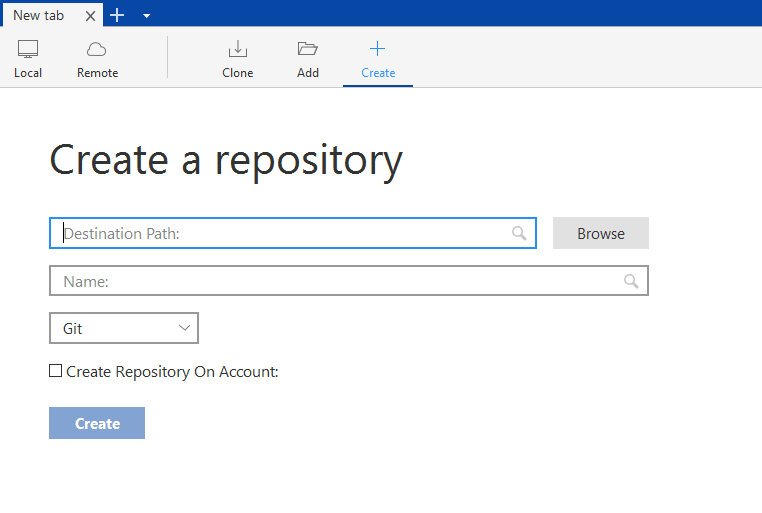 New tab
Local Remote Clone Add Create
Create a repository
Destination Path: Browse
Name:
Git
Create Repository On Account:
Create